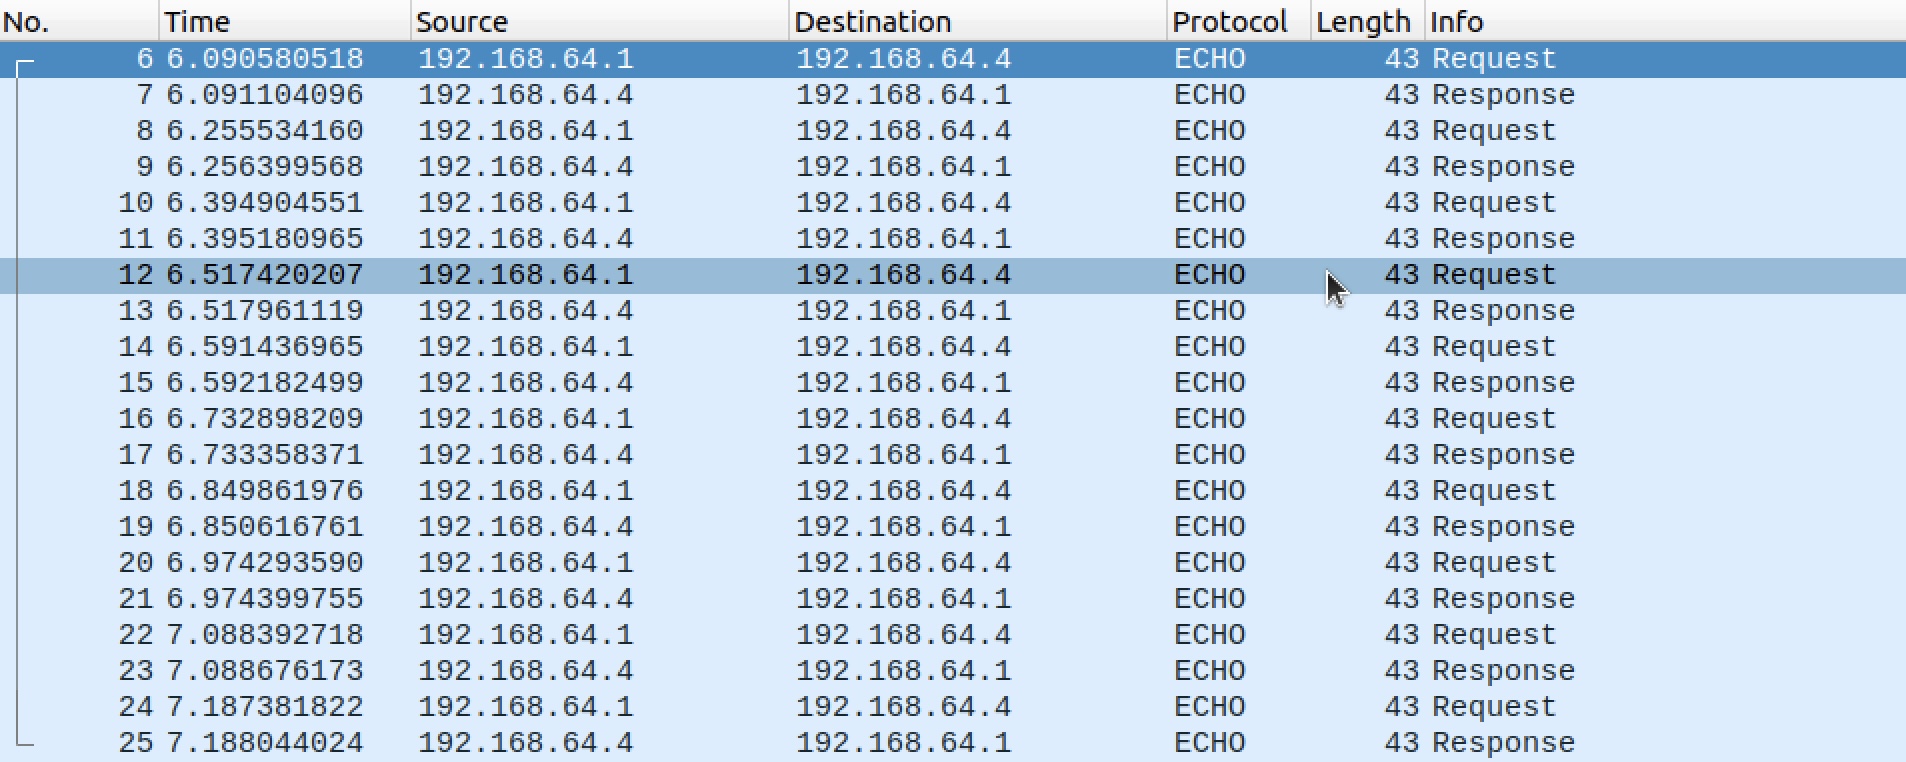 No. Time Source Destination Protocol Length Info
6 6.090580518 192.168.64.1 192.168.64.4 ECHO 43 Request
7 6.091104096 192.168.64.4 192.168.64.1 ECHO 43 Response
8 6.255534160 192.168.64.1 192.168.64.4 ECHO 43 Request
9 6.256399568 192.168.64.4 192.168.64.1 ECHO 43 Response
10 6.394904551 192.168.64.1 192.168.64.4 ECHO 43 Request
11 6.395180965 192.168.64.4 192.168.64.1 ECHO 43 Response
12 6.517420207 192.168.64.1 192.168.64.4 ECHO 43 Request
13 6.517961119 192.168.64.4 192.168.64.1 ECHO 43 Response
14 6.591436965 192.168.64.1 192.168.64.4 ECHO 43 Request
15 6.592182499 192.168.64.4 192.168.64.1 ECHO 43 Response
16 6.732898209 192.168.64.1 192.168.64.4 ECHO 43 Request
17 6.733358371 192.168.64.4 192.168.64.1 ECHO 43 Response
18 6.849861976 192.168.64.1 192.168.64.4 ECHO 43 Request
19 6.850616761 192.168.64.4 192.168.64.1 ECHO 43 Response
20 6.974293590 192.168.64.1 192.168.64.4 ECHO 43 Request
21 6.974399755 192.168.64.4 192.168.64.1 ECHO 43 Response
22 7.088392718 192.168.64.1 192.168.64.4 ECHO 43 Request
23 7.088676173 192.168.64.4 192.168.64.1 ECHO 43 Response
24 7.187381822 192.168.64.1 192.168.64.4 ECHO 43 Request
25 7.188044024 192.168.64.4 192.168.64.1 ECHO 43 Response